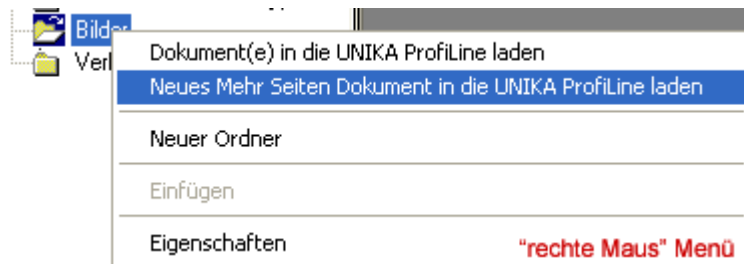 Bilder
Dokument(e) in die UNIKA ProfiLine laden
Neues Mehr Seiten Dokument in die UNIKA ProfiLine laden
Neuer Ordner
Einfügen
Eigenschaften
"rechte Maus" Menü